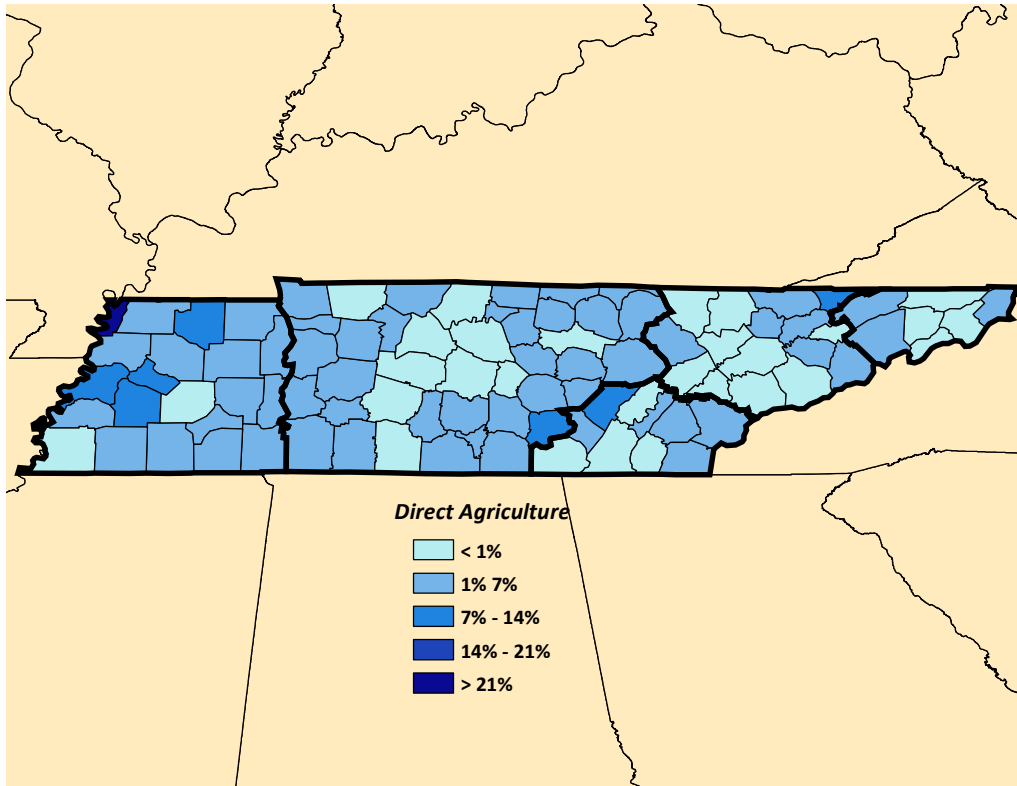 Direct Agriculture
< 1%
1% 7%
7% - 14%
14% - 21%
> 21%